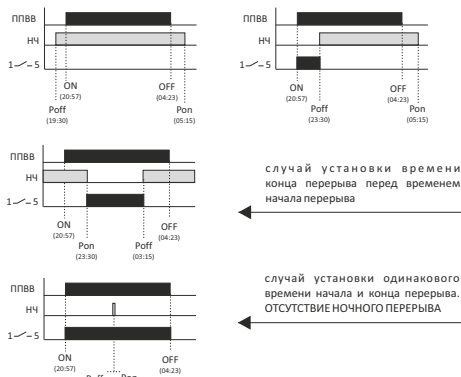 ППВВ
НЧ
1 5
ON
(20:57)
OFF
(04:23)
Poff
(19:30)
Pon
(05:15)
ППВВ
НЧ
1 5
ON
(20:57)
OFF
(04:23)
Poff
(23:30)
Pon
(05:15)
ППВВ
НЧ
1 5
ON
(20:57)
OFF
(04:23)
Pon
(23:30)
Poff
(03:15)
случай установки времени
конца перерыва перед временем
начала перерыва
ППВВ
НЧ
1 5
ON
(20:57)
OFF
(04:23)
Poff Pon
случай установки одинакового
времени начала и конца перерыва.
ОТСУТСТВИЕ НОЧНОГО ПЕРЕРЫВА